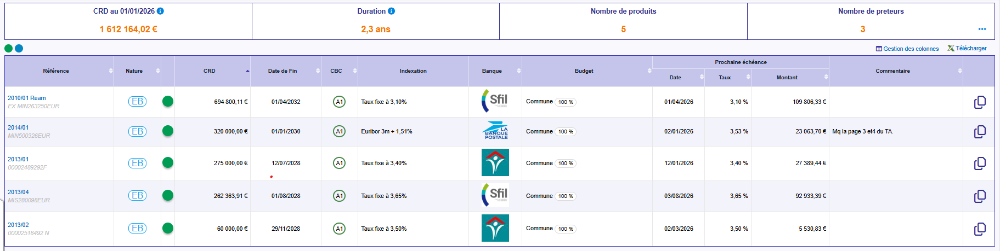 CRD au 01/01/2026
Duration
Nombre de produits
Nombre de preteurs
1 612 164,02 €
2,3 ans
5
3
Gestion des colonnes
Télécharger
Référence
Nature
CRD
Date de Fin
CBC
Indexation
Banque
Budget
Prochaine échéance
Date
Taux
Montant
Commentaire
2010/01 Ream
EX MIN263250EUR
EB
694 800,11 €
01/04/2032
A1
Taux fixe à 3,10%
Sfil
Commune 100 %
01/04/2026
3,10 %
109 806,33 €
2014/01
MIN500326EUR
EB
320 000,00 €
01/01/2030
A1
Euribor 3m + 1,51%
LA
BANQUE
POSTALE
Commune 100 %
02/01/2026
3,53 %
23 063,70 €
Mq la page 3 et4 du TA.
2013/01
00002489292F
EB
275 000,00 €
12/07/2028
A1
Taux fixe à 3,40%
Commune 100 %
12/01/2026
3,40 %
27 389,44 €
2013/04
MIS280098EUR
EB
262 363,91 €
01/08/2028
A1
Taux fixe à 3,65%
Sfil
Commune 100 %
03/08/2026
3,65 %
92 933,39 €
2013/02
00002518492 N
EB
60 000,00 €
29/11/2028
A1
Taux fixe à 3,50%
Commune 100 %
02/03/2026
3,50 %
5 530,83 €